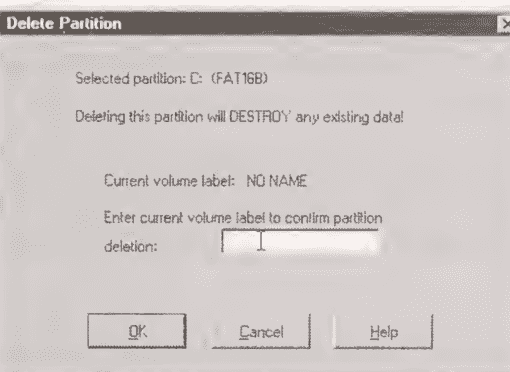 Delete Partition
Selected partition: C: (FAT16B)
Deleting this partition will DESTROY any existing data!
Current volume label: NO NAME
Enter current volume label to confirm partition
deletion:
OK Cancel Help